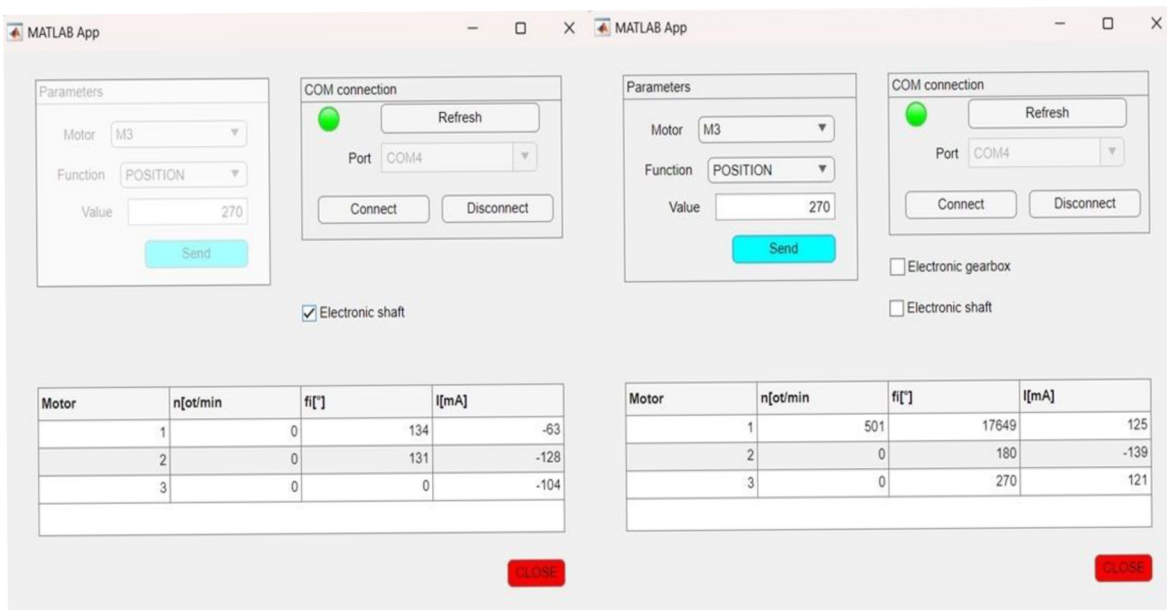 MATLAB App
Parameters
Motor M3
Function POSITION
Value 270
Send
COM connection
Refresh
Port COM4
Connect Disconnect
Electronic shaft
Motor n[ot/min fi[°] I[mA]
1 0 134 -63
2 0 131 -128
3 0 0 -104
CLOSE
MATLAB App
Parameters
Motor M3
Function POSITION
Value 270
Send
COM connection
Refresh
Port COM4
Connect Disconnect
Electronic gearbox
Electronic shaft
Motor n[ot/min fi[°] I[mA]
1 501 17649 125
2 0 180 -139
3 0 270 121
CLOSE